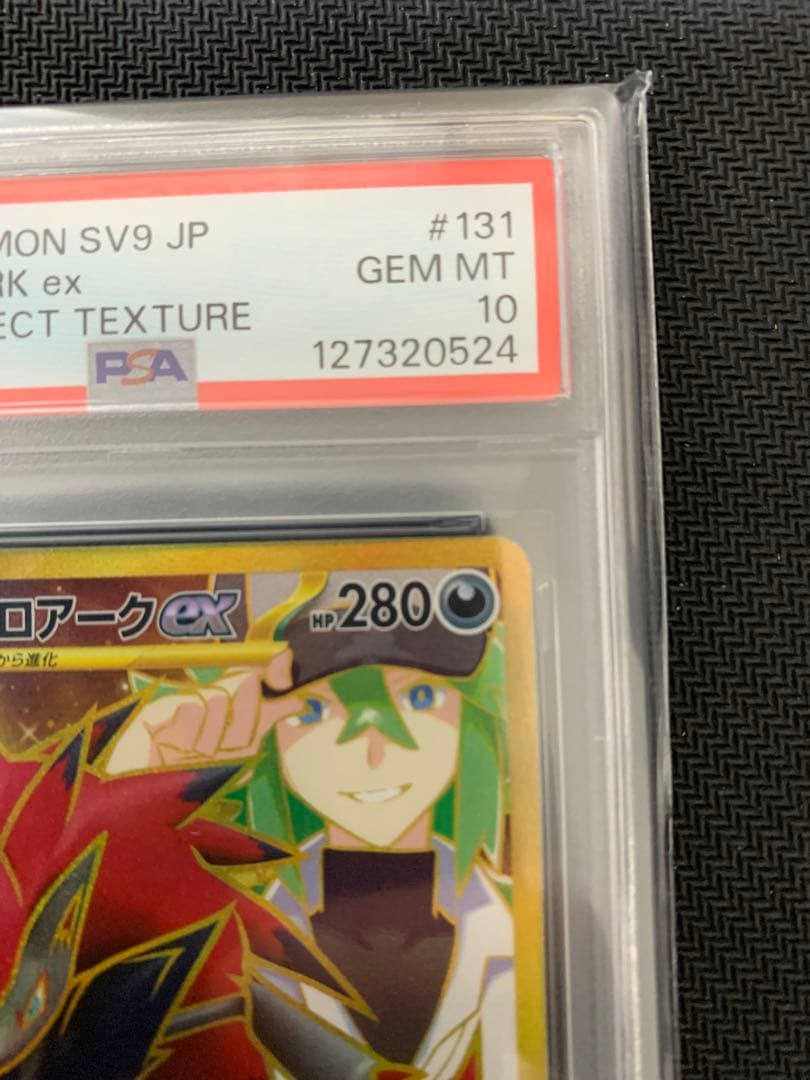 MON SV9 JP #131
RK ex GEM MT
ECT TEXTURE 10
PSA 127320524
ロアークex HP280
から進化